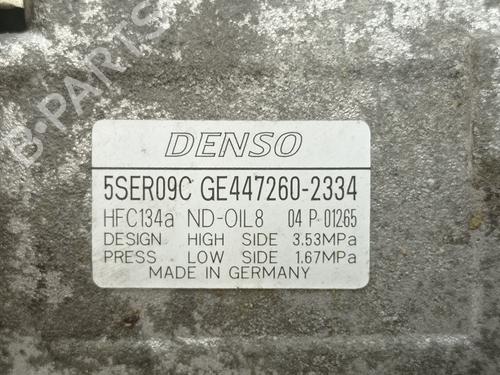 B-PARTS
DENSO
5SER09C GE447260-2334
HFC134a ND-OIL8 04 P 01265
DESIGN HIGH SIDE 3.53MPa
PRESS LOW SIDE 1.67MPa
MADE IN GERMANY